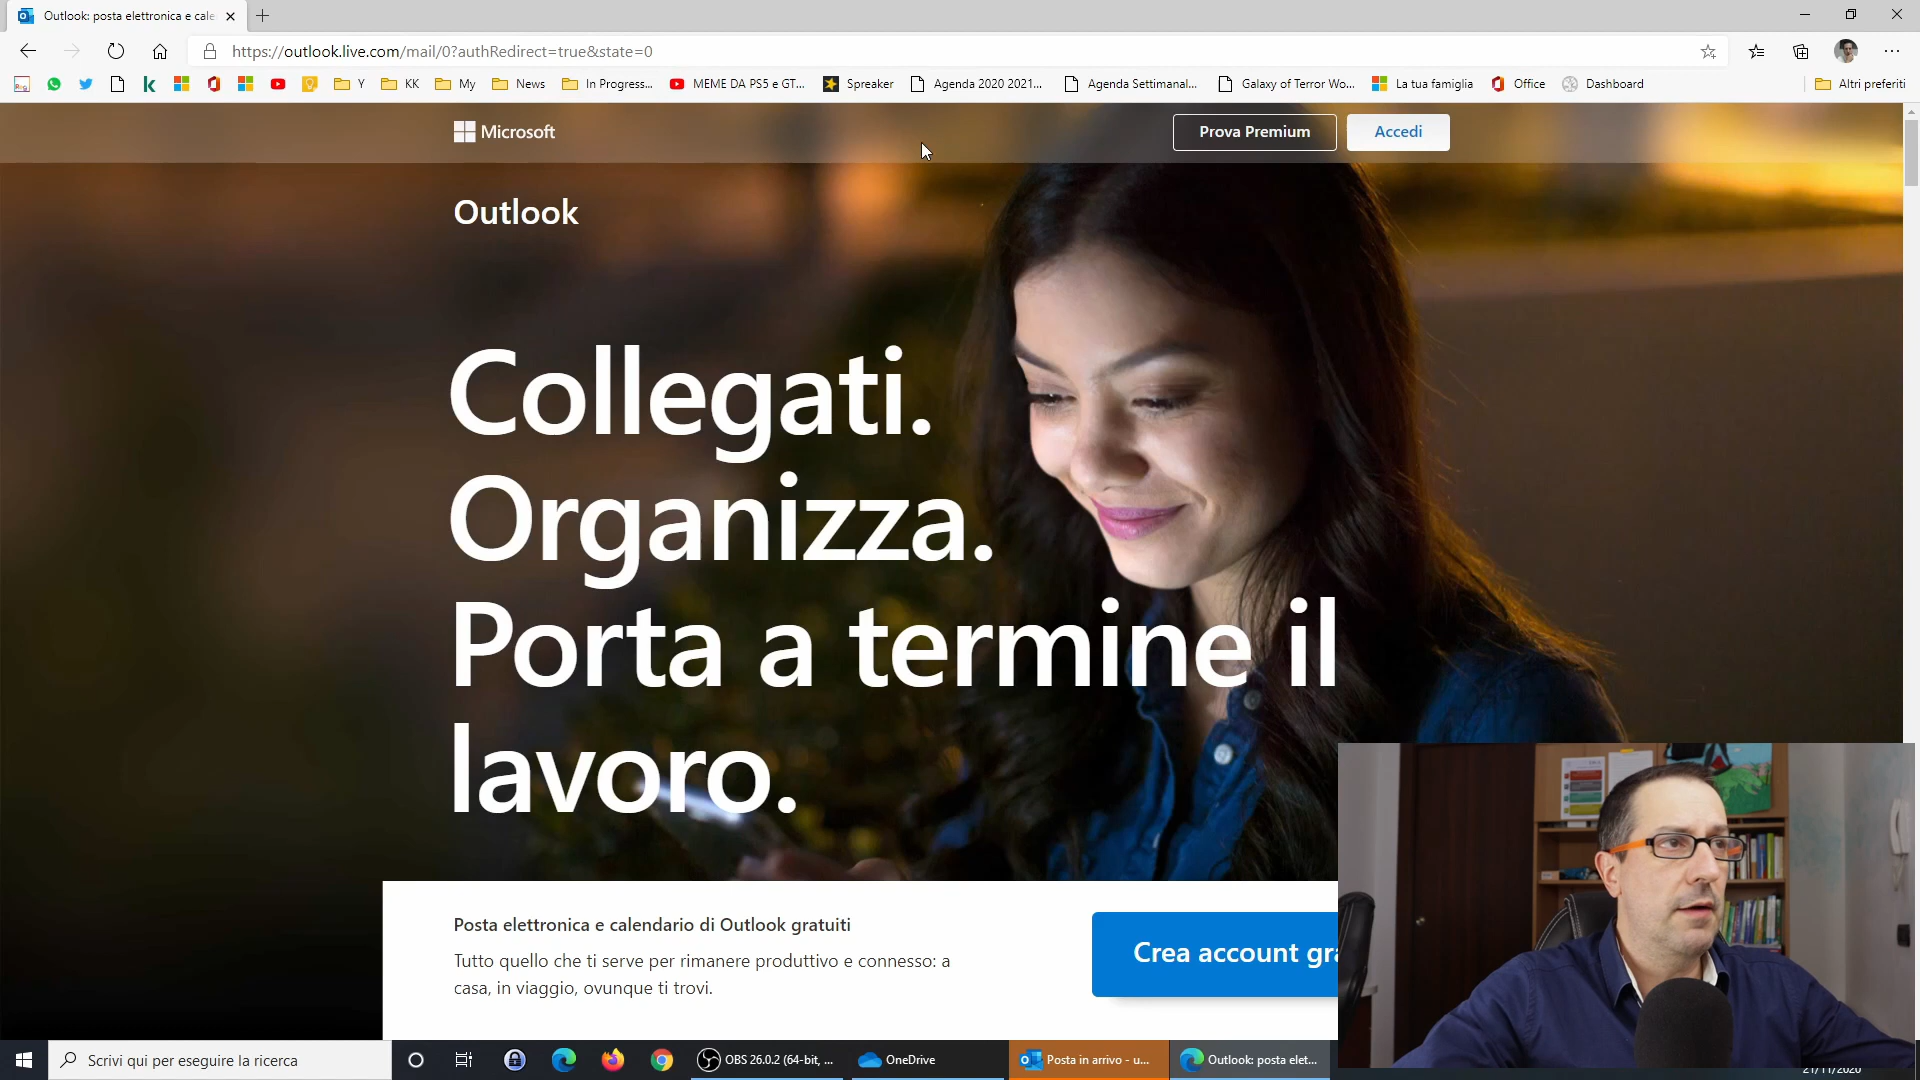 Outlook: posta elettronica e cale
https://outlook.live.com/mail/0?authRedirect=true&state=0
Y
KK
My
News
In Progress...
MEME DA PS5 e GT...
Spreaker
Agenda 2020 2021...
Agenda Settimanal...
Galaxy of Terror Wo...
La tua famiglia
Office
Dashboard
Altri preferiti
Microsoft
Prova Premium
Accedi
Outlook
Collegati.
Organizza.
Porta a termine il
lavoro.
Posta elettronica e calendario di Outlook gratuiti
Tutto quello che ti serve per rimanere produttivo e connesso: a
casa, in viaggio, ovunque ti trovi.
Crea account gra
Scrivi qui per eseguire la ricerca
OBS 26.0.2 (64-bit, ...
OneDrive
Posta in arrivo - u...
Outlook: posta elet...
21/11/2020